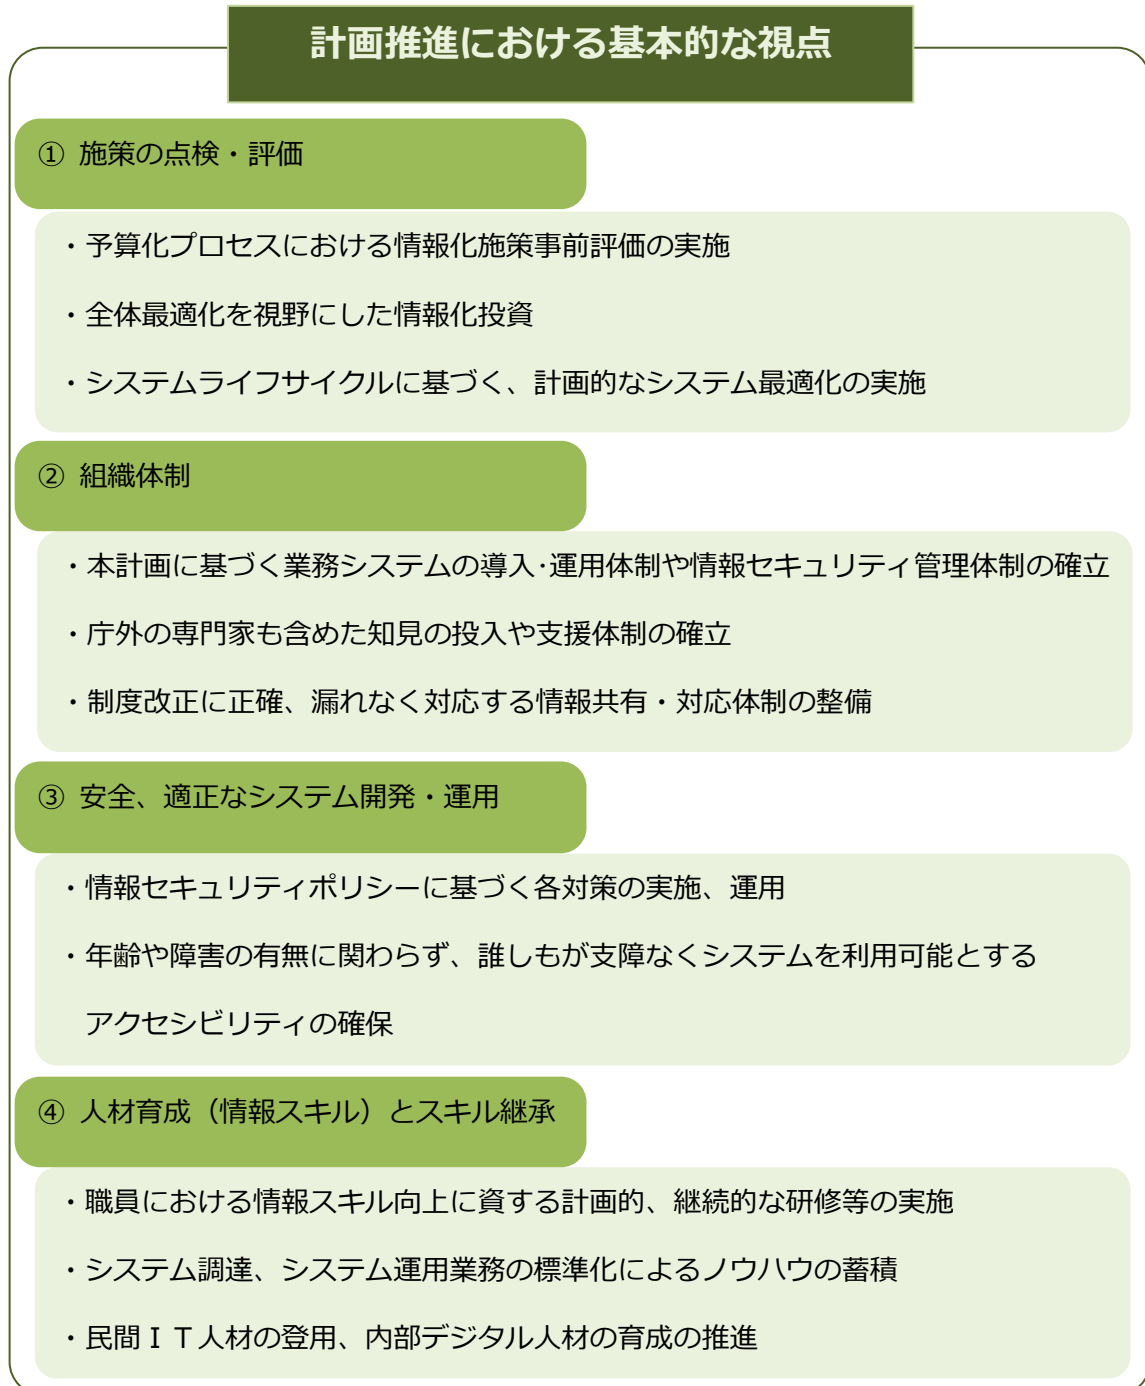 計画推進における基本的な視点
① 施策の点検・評価
・予算化プロセスにおける情報化施策事前評価の実施
・全体最適化を視野にした情報化投資
・システムライフサイクルに基づく、計画的なシステム最適化の実施
② 組織体制
・本計画に基づく業務システムの導入･運用体制や情報セキュリティ管理体制の確立
・庁外の専門家も含めた知見の投入や支援体制の確立
・制度改正に正確、漏れなく対応する情報共有・対応体制の整備
③ 安全、適正なシステム開発・運用
・情報セキュリティポリシーに基づく各対策の実施、運用
・年齢や障害の有無に関わらず、誰しもが支障なくシステムを利用可能とする
アクセシビリティの確保
④ 人材育成（情報スキル）とスキル継承
・職員における情報スキル向上に資する計画的、継続的な研修等の実施
・システム調達、システム運用業務の標準化によるノウハウの蓄積
・民間ＩＴ人材の登用、内部デジタル人材の育成の推進